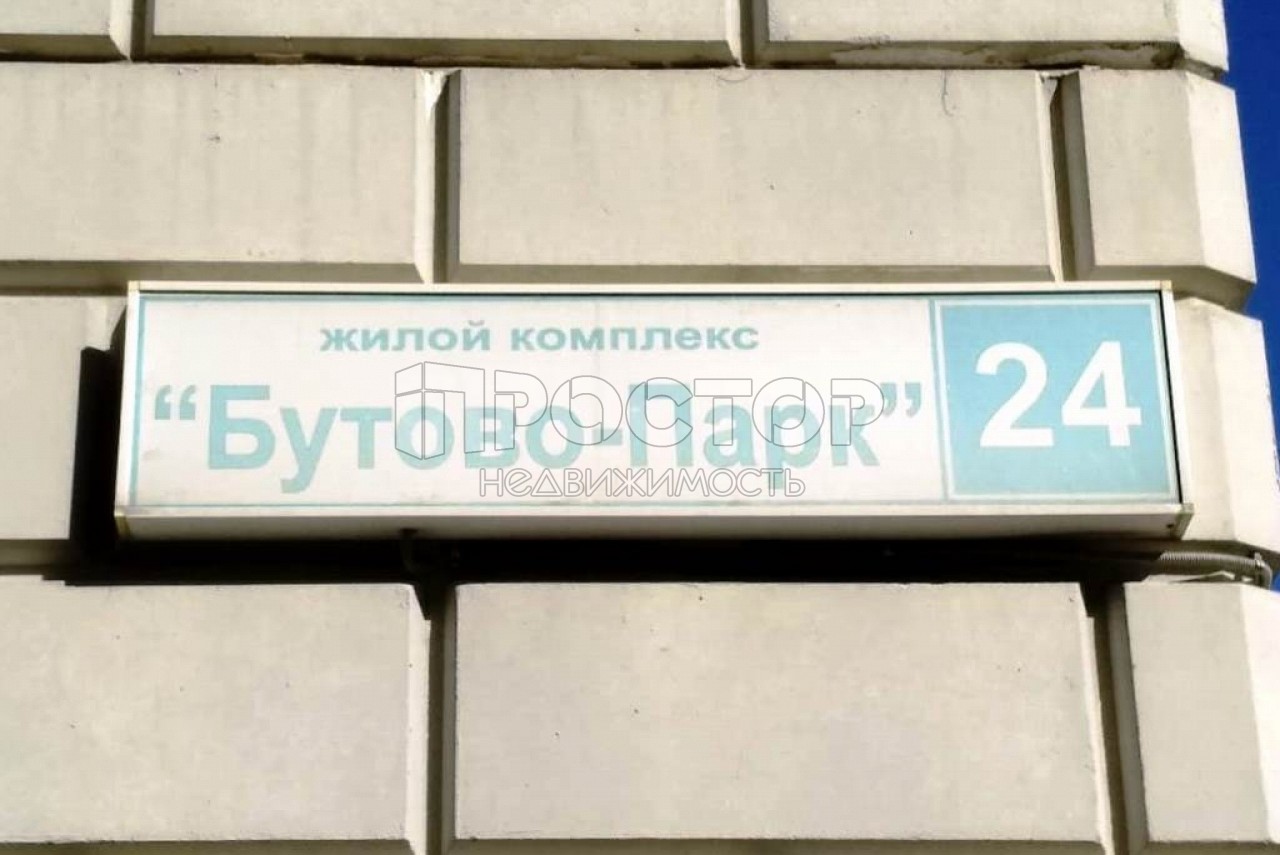 жилой комплекс
“Бутово-Парк”
24
ПРОСТОР
НЕДВИЖИМОСТЬ